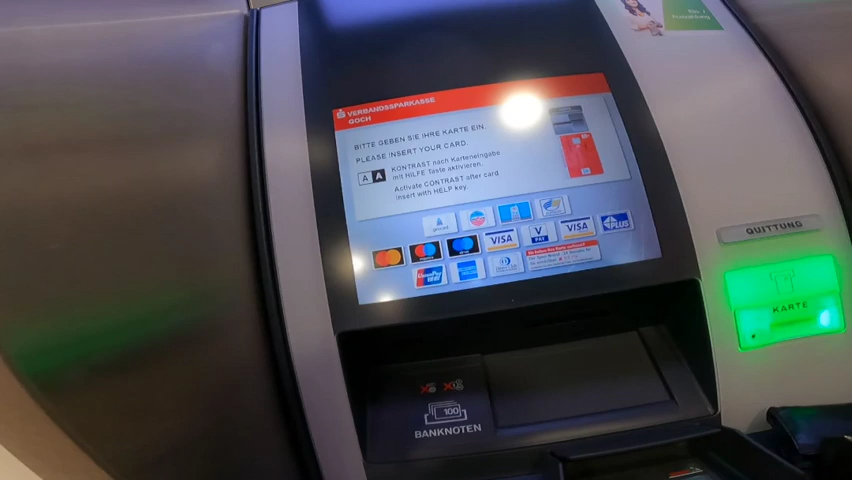 VERBANDSSPARKASSE
GOCH
BITTE GEBEN SIE IHRE KARTE EIN.
PLEASE INSERT YOUR CARD.
A A
KONTRAST nach Karteneingabe
mit HILFE Taste aktivieren.
Activate CONTRAST after card
insert with HELP key.
VISA
V PAY
VISA
PLUS
UnionPay
QUITTUNG
KARTE
100
BANKNOTEN